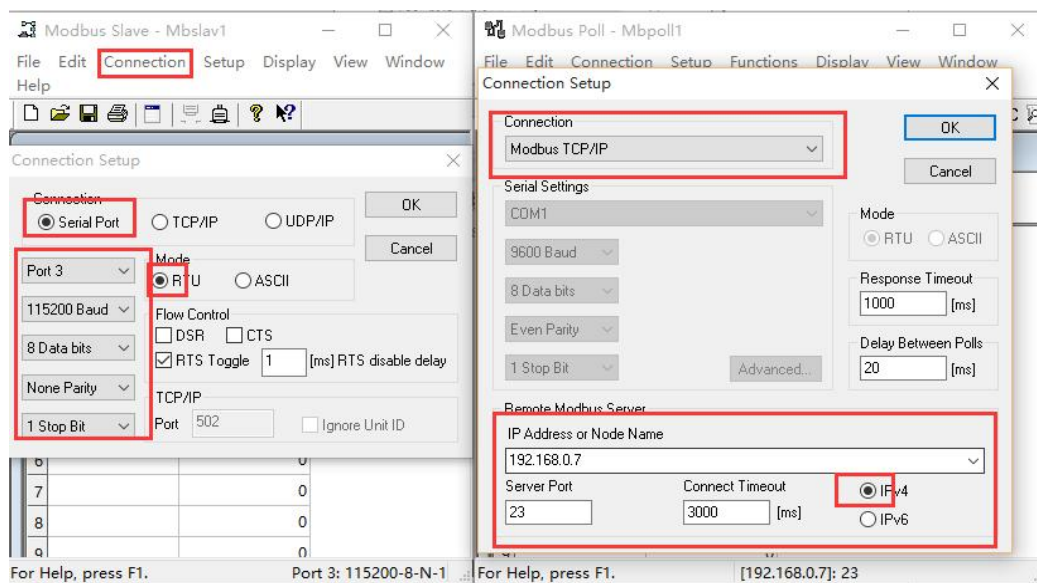 Modbus Slave - Mbslav1
File Edit Connection Setup Display View Window
Help
Connection Setup
Connection
Serial Port
TCP/IP
UDP/IP
OK
Cancel
Port 3
115200 Baud
8 Data bits
None Parity
1 Stop Bit
Mode
RTU
ASCII
Flow Control
DSR
CTS
RTS Toggle
1
[ms] RTS disable delay
TCP/IP
Port
502
Ignore Unit ID
6 0
7 0
8 0
9 0
For Help, press F1.
Port 3: 115200-8-N-1
Modbus Poll - Mbpoll1
File Edit Connection Setup Functions Display View Window
Connection Setup
Connection
Modbus TCP/IP
OK
Cancel
Serial Settings
COM1
9600 Baud
8 Data bits
Even Parity
1 Stop Bit
Advanced...
Mode
RTU
ASCII
Response Timeout
1000
[ms]
Delay Between Polls
20
[ms]
Remote Modbus Server
IP Address or Node Name
192.168.0.7
Server Port
23
Connect Timeout
3000
[ms]
IPv4
IPv6
For Help, press F1.
[192.168.0.7]: 23